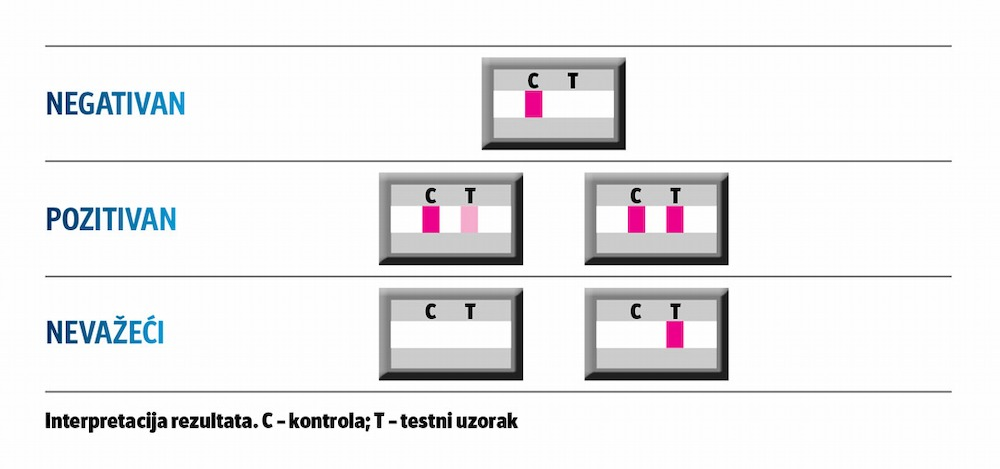 C T
NEGATIVAN
C T C T
POZITIVAN
C T C T
NEVAŽEĆI
Interpretacija rezultata. C – kontrola; T – testni uzorak